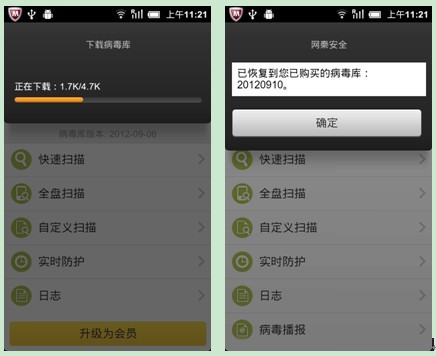 上午11:21
下载病毒库
正在下载：1.7K/4.7K
病毒库版本: 2012-09-06
快速扫描
全盘扫描
自定义扫描
实时防护
日志
升级为会员
上午11:21
网秦安全
已恢复到您已购买的病毒库：
20120910。
确定
快速扫描
全盘扫描
自定义扫描
实时防护
日志
病毒播报